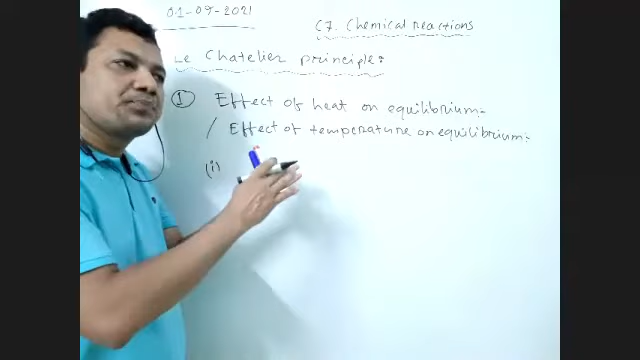 01-09-2021
C7. Chemical reactions
Le Chatelier principle:
① Effect of heat on equilibrium-
/ Effect of temperature on equilibrium:
(i)